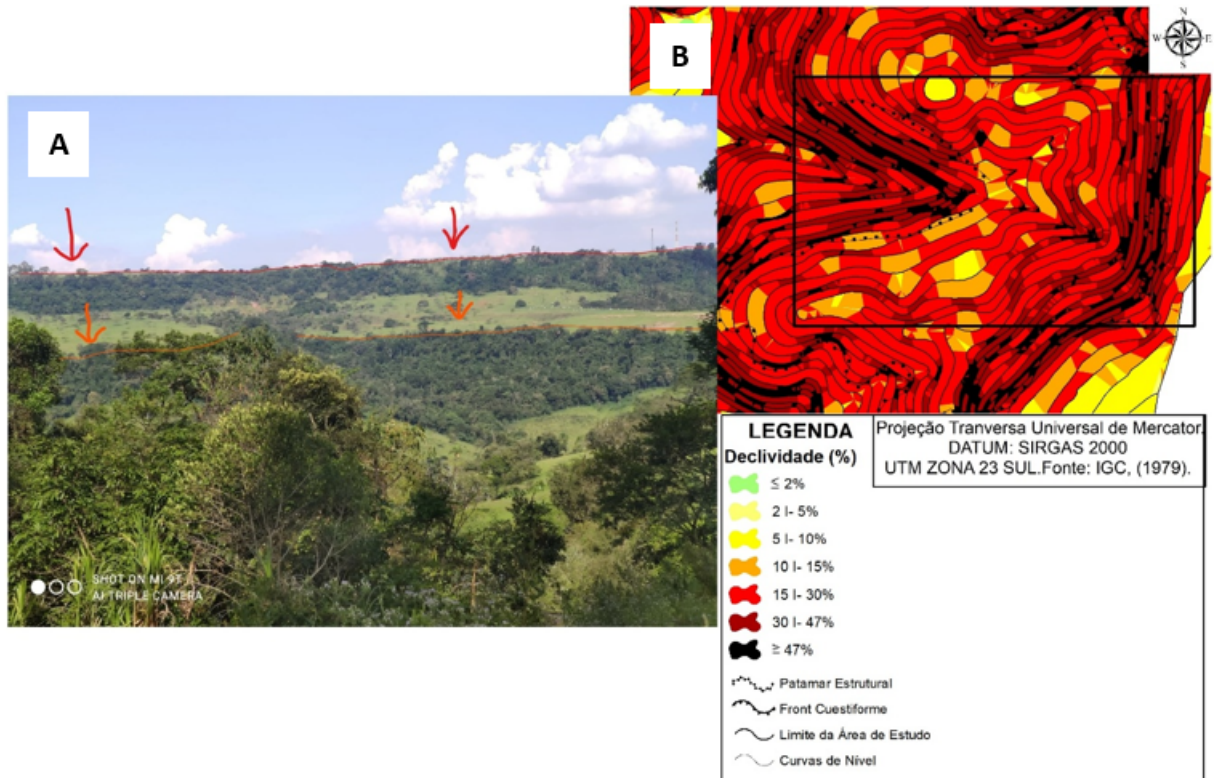 A
B
N
W E
S
SHOT ON MI 9T
AI TRIPLE CAMERA
LEGENDA
Declividade (%)
≤ 2%
2 I- 5%
5 I- 10%
10 I- 15%
15 I- 30%
30 I- 47%
≥ 47%
Patamar Estrutural
Front Cuestiforme
Limite da Área de Estudo
Curvas de Nível
Projeção Tranversa Universal de Mercator.
DATUM: SIRGAS 2000
UTM ZONA 23 SUL.Fonte: IGC, (1979).